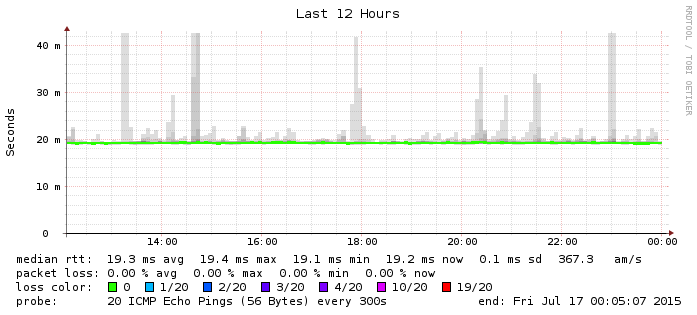 Last 12 Hours
RRDTOOL / TOBI OETIKER
Seconds
40 m
30 m
20 m
10 m
0
14:00 16:00 18:00 20:00 22:00 00:00
median rtt: 19.3 ms avg 19.4 ms max 19.1 ms min 19.2 ms now 0.1 ms sd 367.3 am/s
packet loss: 0.00 % avg 0.00 % max 0.00 % min 0.00 % now
loss color: 0 1/20 2/20 3/20 4/20 10/20 19/20
probe: 20 ICMP Echo Pings (56 Bytes) every 300s end: Fri Jul 17 00:05:07 2015